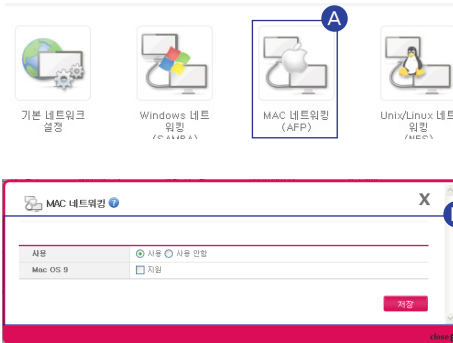 A
기본 네트워크
설정
Windows 네트
워킹
(SAMBA)
MAC 네트워킹
(AFP)
Unix/Linux 네트
워킹
(NFS)
MAC 네트워킹 ?
X
사용
사용 사용 안함
Mac OS 9
지원
저장
close